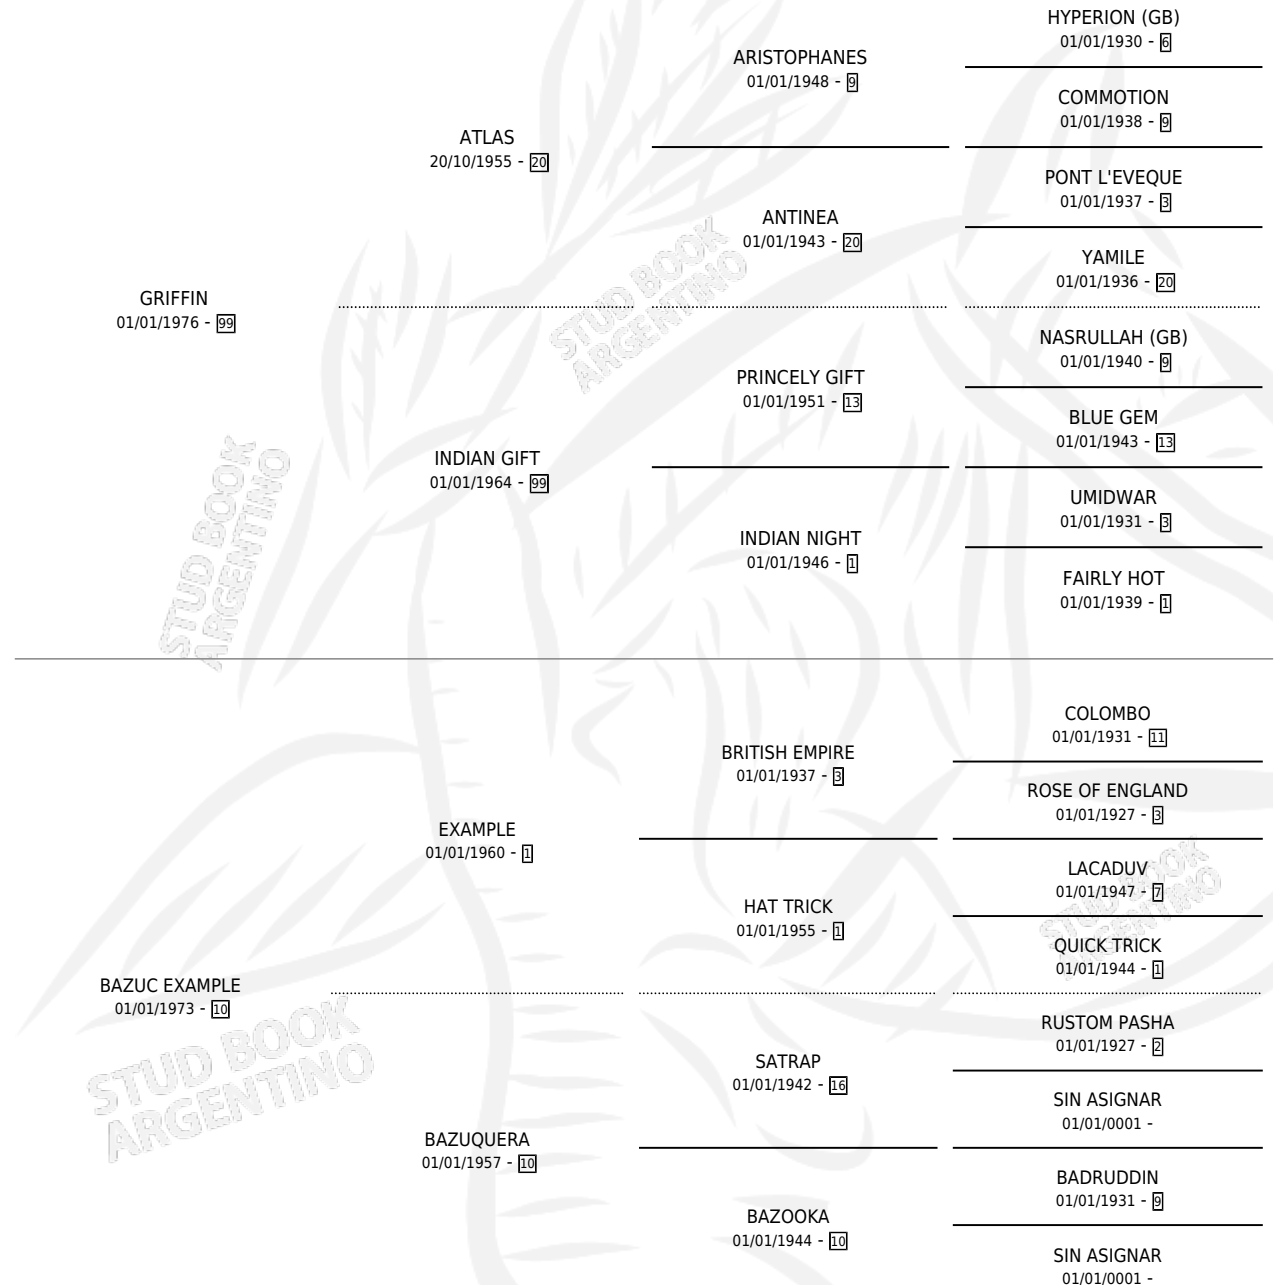 HYPERION (GB)
01/01/1930 - 6
ARISTOPHANES
01/01/1948 - 9
COMMOTION
01/01/1938 - 9
ATLAS
20/10/1955 - 20
PONT L'EVEQUE
01/01/1937 - 3
ANTINEA
01/01/1943 - 20
YAMILE
01/01/1936 - 20
STUD BOOK
ARGENTINO
GRIFFIN
01/01/1976 - 99
NASRULLAH (GB)
01/01/1940 - 9
PRINCELY GIFT
01/01/1951 - 13
BLUE GEM
01/01/1943 - 13
INDIAN GIFT
01/01/1964 - 99
UMIDWAR
01/01/1931 - 3
INDIAN NIGHT
01/01/1946 - 1
FAIRLY HOT
01/01/1939 - 1
STUD BOOK
ARGENTINO
COLOMBO
01/01/1931 - 11
BRITISH EMPIRE
01/01/1937 - 3
ROSE OF ENGLAND
01/01/1927 - 3
EXAMPLE
01/01/1960 - 1
LACADUV
01/01/1947 - 7
HAT TRICK
01/01/1955 - 1
QUICK TRICK
01/01/1944 - 1
STUD BOOK
ARGENTINO
BAZUC EXAMPLE
01/01/1973 - 10
RUSTOM PASHA
01/01/1927 - 2
SATRAP
01/01/1942 - 16
SIN ASIGNAR
01/01/0001 -
STUD BOOK
ARGENTINO
BAZUQUERA
01/01/1957 - 10
BADRUDDIN
01/01/1931 - 9
BAZOOKA
01/01/1944 - 10
SIN ASIGNAR
01/01/0001 -